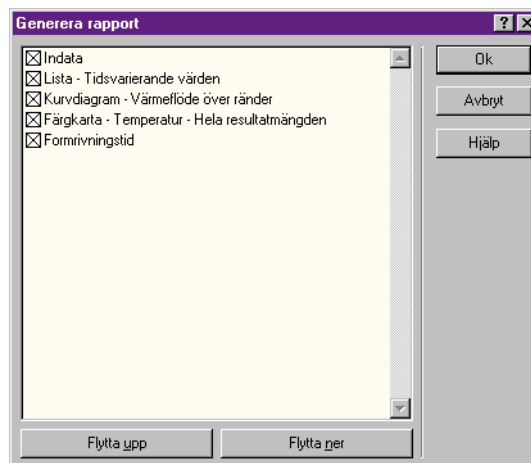 Generera rapport
Indata
Lista - Tidsvarierande värden
Kurvdiagram - Värmeflöde över ränder
Färgkarta - Temperatur - Hela resultatmängden
Formrivningstid
Ok
Avbryt
Hjälp
Flytta upp
Flytta ner